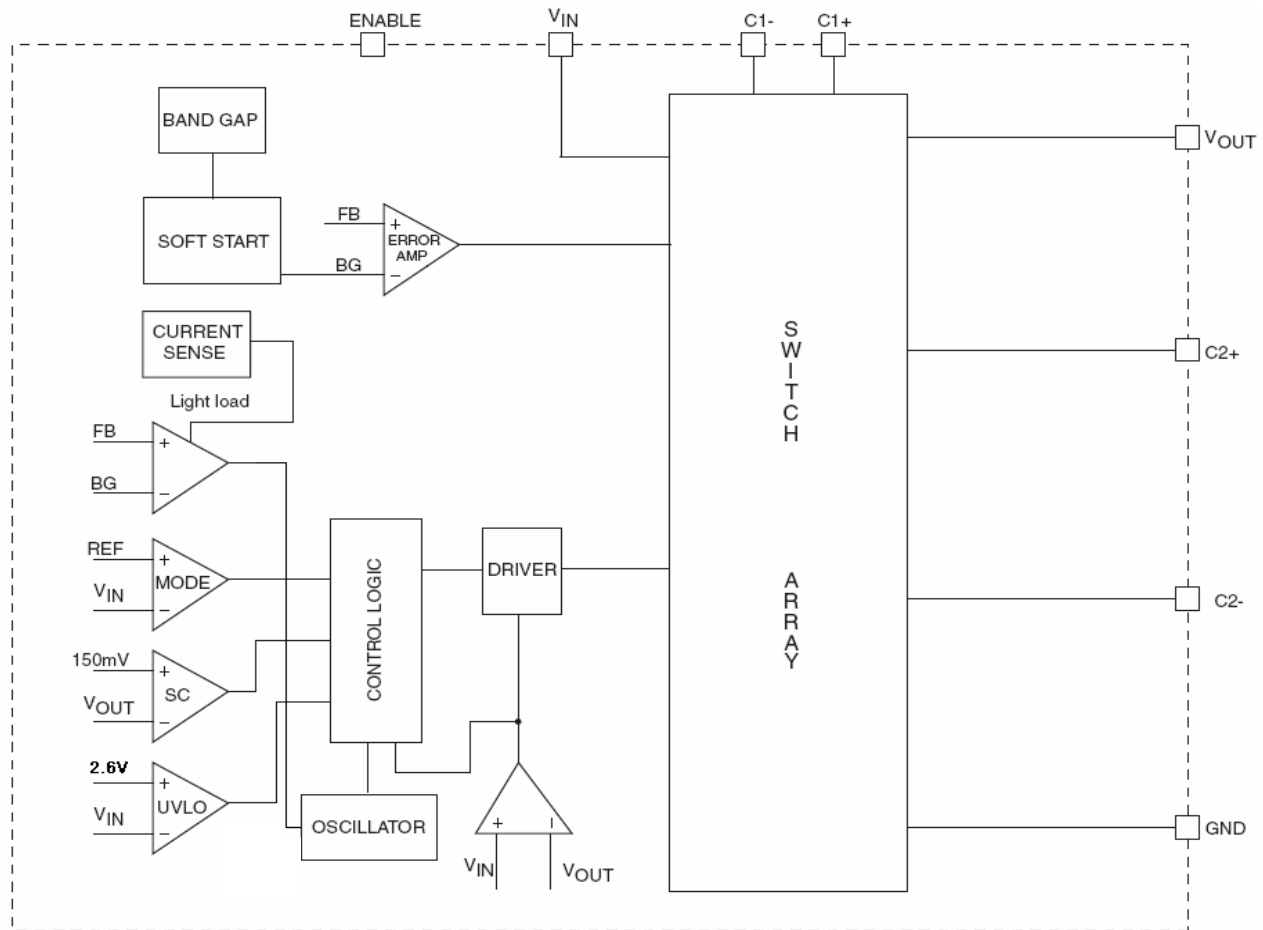 ENABLE
VIN
C1-
C1+
BAND GAP
VOUT
SOFT START
FB
+
ERROR
AMP
BG
−
CURRENT
SENSE
Light load
C2+
SWITCH
ARRAY
FB
+
BG
−
REF
+
MODE
VIN
−
CONTROL LOGIC
DRIVER
C2-
150mV
+
SC
VOUT
−
2.6V
+
UVLO
VIN
−
OSCILLATOR
+
−
VIN
VOUT
GND